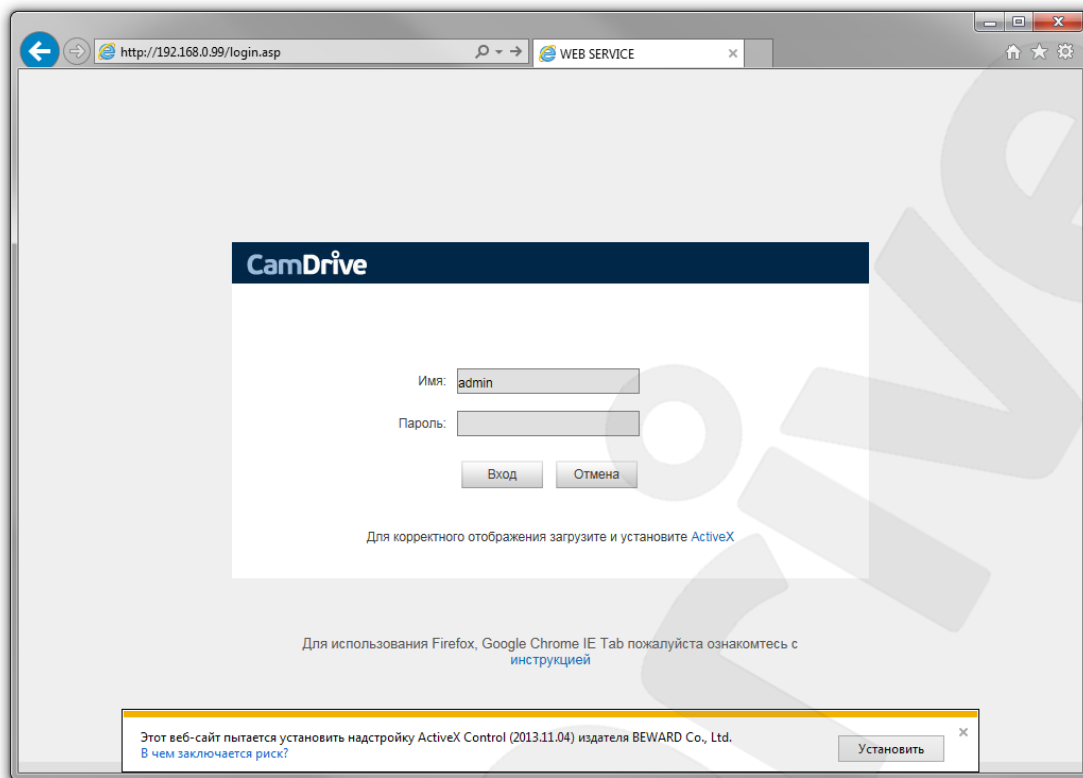 http://192.168.0.99/login.asp
WEB SERVICE
CamDrive
Имя: admin
Пароль:
Вход Отмена
Для корректного отображения загрузите и установите ActiveX
Для использования Firefox, Google Chrome IE Tab пожалуйста ознакомтесь с
инструкцией
Этот веб-сайт пытается установить надстройку ActiveX Control (2013.11.04) издателя BEWARD Co., Ltd.
В чем заключается риск?
Установить
rive